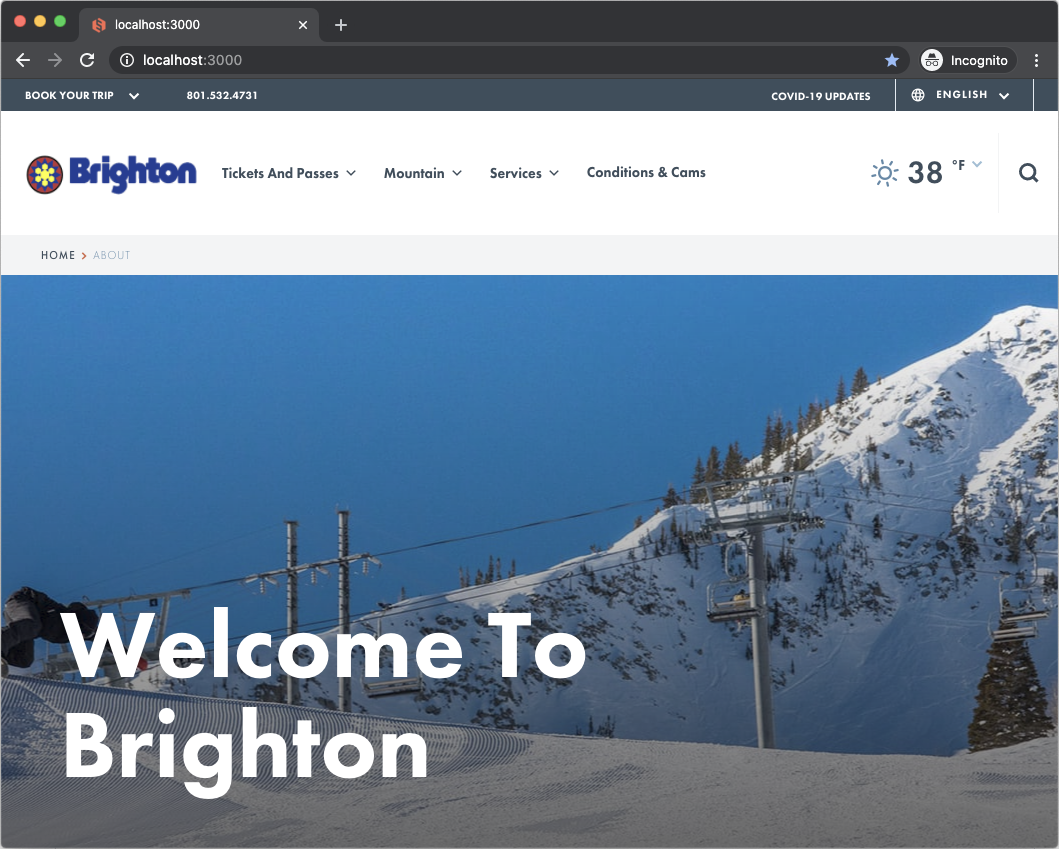 localhost:3000
localhost:3000
Incognito
BOOK YOUR TRIP
801.532.4731
COVID-19 UPDATES
ENGLISH
Brighton
Tickets And Passes
Mountain
Services
Conditions & Cams
38 °F
HOME > ABOUT
Welcome To
Brighton